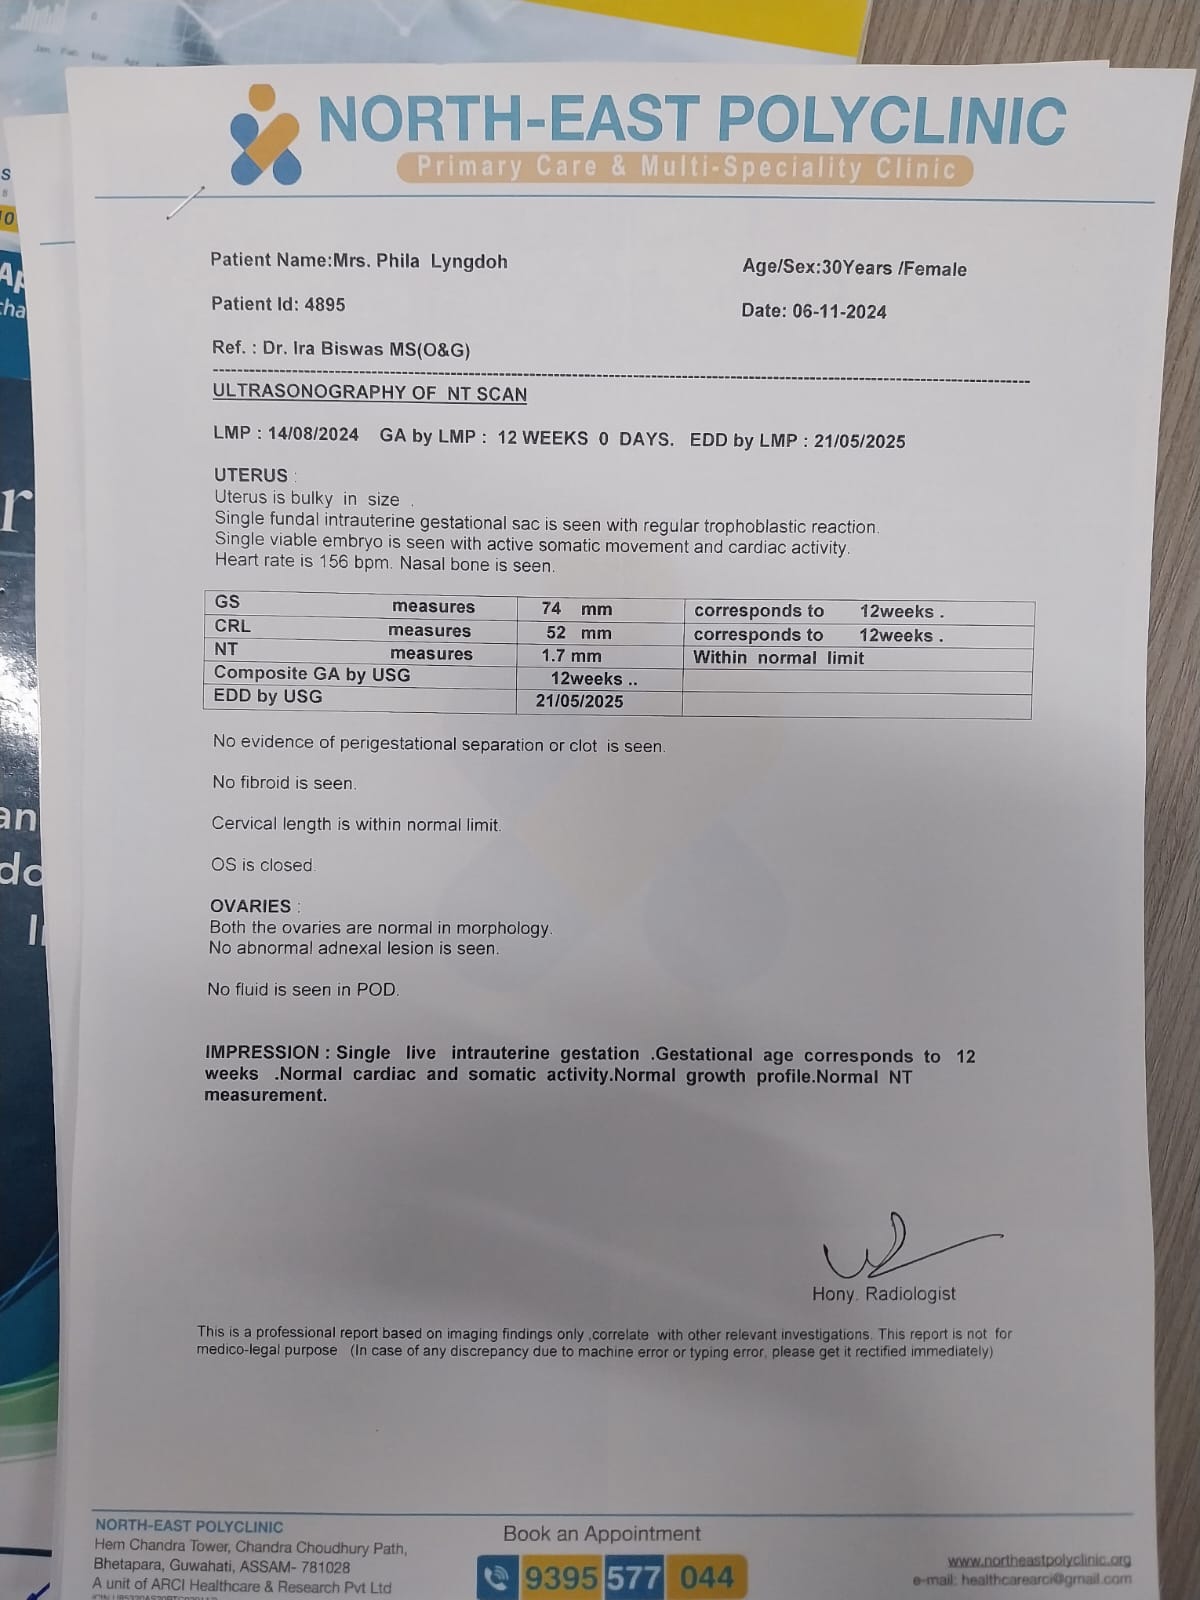 NORTH-EAST POLYCLINIC
Primary Care & Multi-Speciality Clinic
Patient Name:Mrs. Phila Lyngdoh
Age/Sex:30Years /Female
Patient Id: 4895
Date: 06-11-2024
Ref. : Dr. Ira Biswas MS(O&G)
ULTRASONOGRAPHY OF NT SCAN
LMP : 14/08/2024 GA by LMP : 12 WEEKS 0 DAYS. EDD by LMP : 21/05/2025
UTERUS :
Uterus is bulky in size .
Single fundal intrauterine gestational sac is seen with regular trophoblastic reaction.
Single viable embryo is seen with active somatic movement and cardiac activity.
Heart rate is 156 bpm. Nasal bone is seen.
GS measures 74 mm corresponds to 12weeks .
CRL measures 52 mm corresponds to 12weeks .
NT measures 1.7 mm Within normal limit
Composite GA by USG 12weeks ..
EDD by USG 21/05/2025
No evidence of perigestational separation or clot is seen.
No fibroid is seen.
Cervical length is within normal limit.
OS is closed.
OVARIES :
Both the ovaries are normal in morphology.
No abnormal adnexal lesion is seen.
No fluid is seen in POD.
IMPRESSION : Single live intrauterine gestation .Gestational age corresponds to 12
weeks .Normal cardiac and somatic activity.Normal growth profile.Normal NT
measurement.
Hony. Radiologist
This is a professional report based on imaging findings only ,correlate with other relevant investigations. This report is not for
medico-legal purpose (In case of any discrepancy due to machine error or typing error, please get it rectified immediately)
NORTH-EAST POLYCLINIC
Hem Chandra Tower, Chandra Choudhury Path,
Bhetapara, Guwahati, ASSAM- 781028
A unit of ARCI Healthcare & Research Pvt Ltd
Book an Appointment
9395 577 044
www.northeastpolyclinic.org
e-mail: healthcarearci@gmail.com